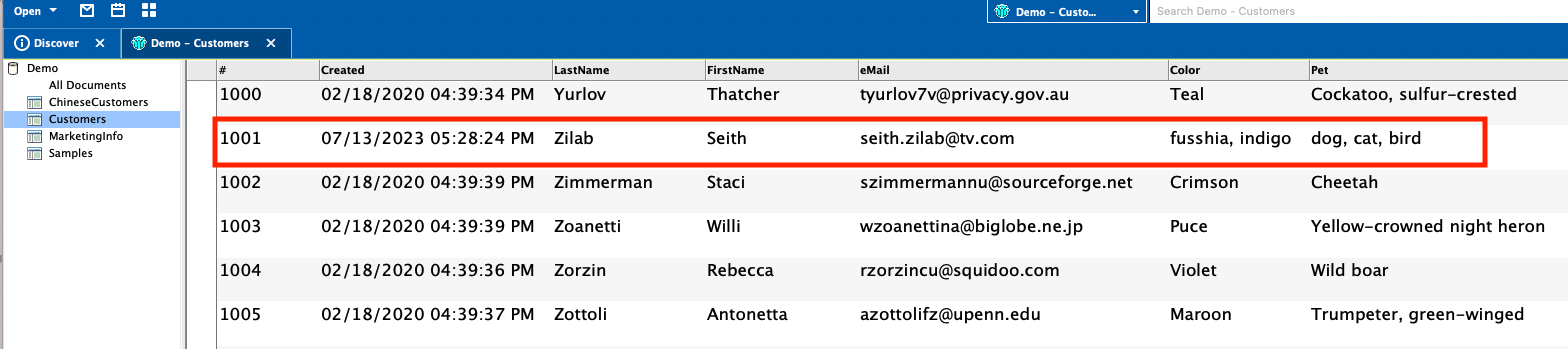 Open Demo - Custo... Search Demo - Customers
Discover Demo - Customers
Demo
All Documents
ChineseCustomers
Customers
MarketingInfo
Samples
# Created LastName FirstName eMail Color Pet
1000 02/18/2020 04:39:34 PM Yurlov Thatcher tyurlov7v@privacy.gov.au Teal Cockatoo, sulfur-crested
1001 07/13/2023 05:28:24 PM Zilab Seith seith.zilab@tv.com fusshia, indigo dog, cat, bird
1002 02/18/2020 04:39:39 PM Zimmerman Staci szimmermannu@sourceforge.net Crimson Cheetah
1003 02/18/2020 04:39:39 PM Zoanetti Willi wzoanettina@biglobe.ne.jp Puce Yellow-crowned night heron
1004 02/18/2020 04:39:36 PM Zorzin Rebecca rzorzincu@squidoo.com Violet Wild boar
1005 02/18/2020 04:39:37 PM Zottoli Antonetta azottolifz@upenn.edu Maroon Trumpeter, green-winged